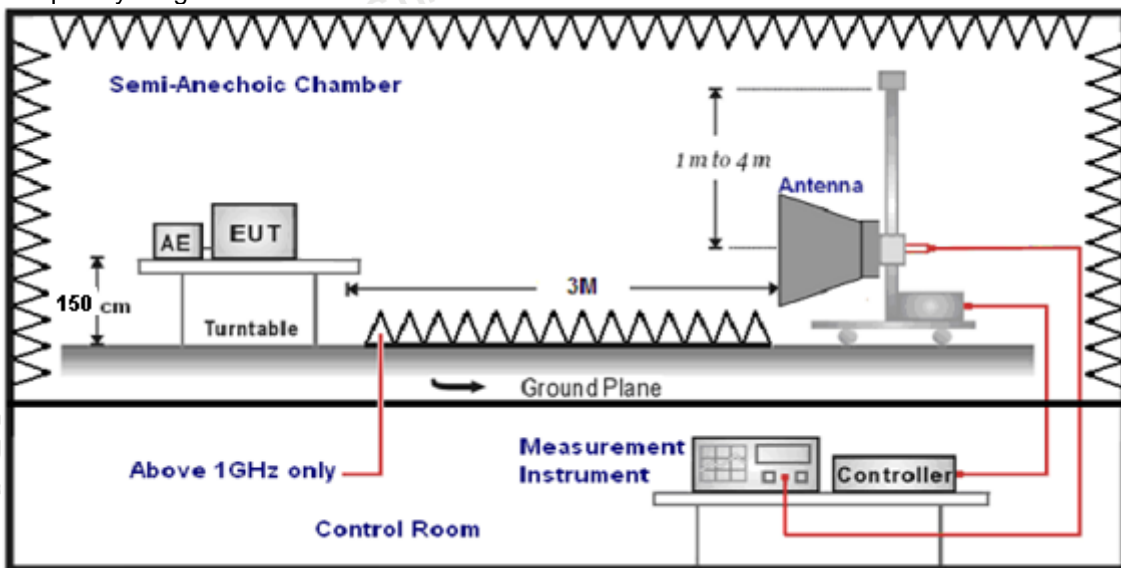 Semi-Anechoic Chamber
1 m to 4 m
Antenna
AE
EUT
150 cm
3M
Turntable
Ground Plane
Above 1GHz only
Measurement
Instrument
Controller
Control Room